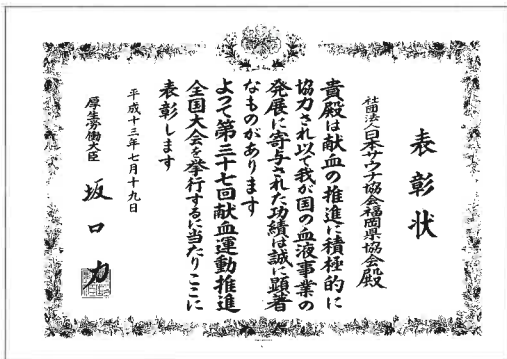 表彰状
社団法人日本サウナ協会福岡県協会殿
貴殿は献血の推進に積極的に
協力され以て我が国の血液事業の
発展に寄与された功績は誠に顕著
なものがあります
よつて第三十七回献血運動推進
全国大会を挙行するに当たりここに
表彰します
平成十三年七月十九日
厚生労働大臣
坂口力